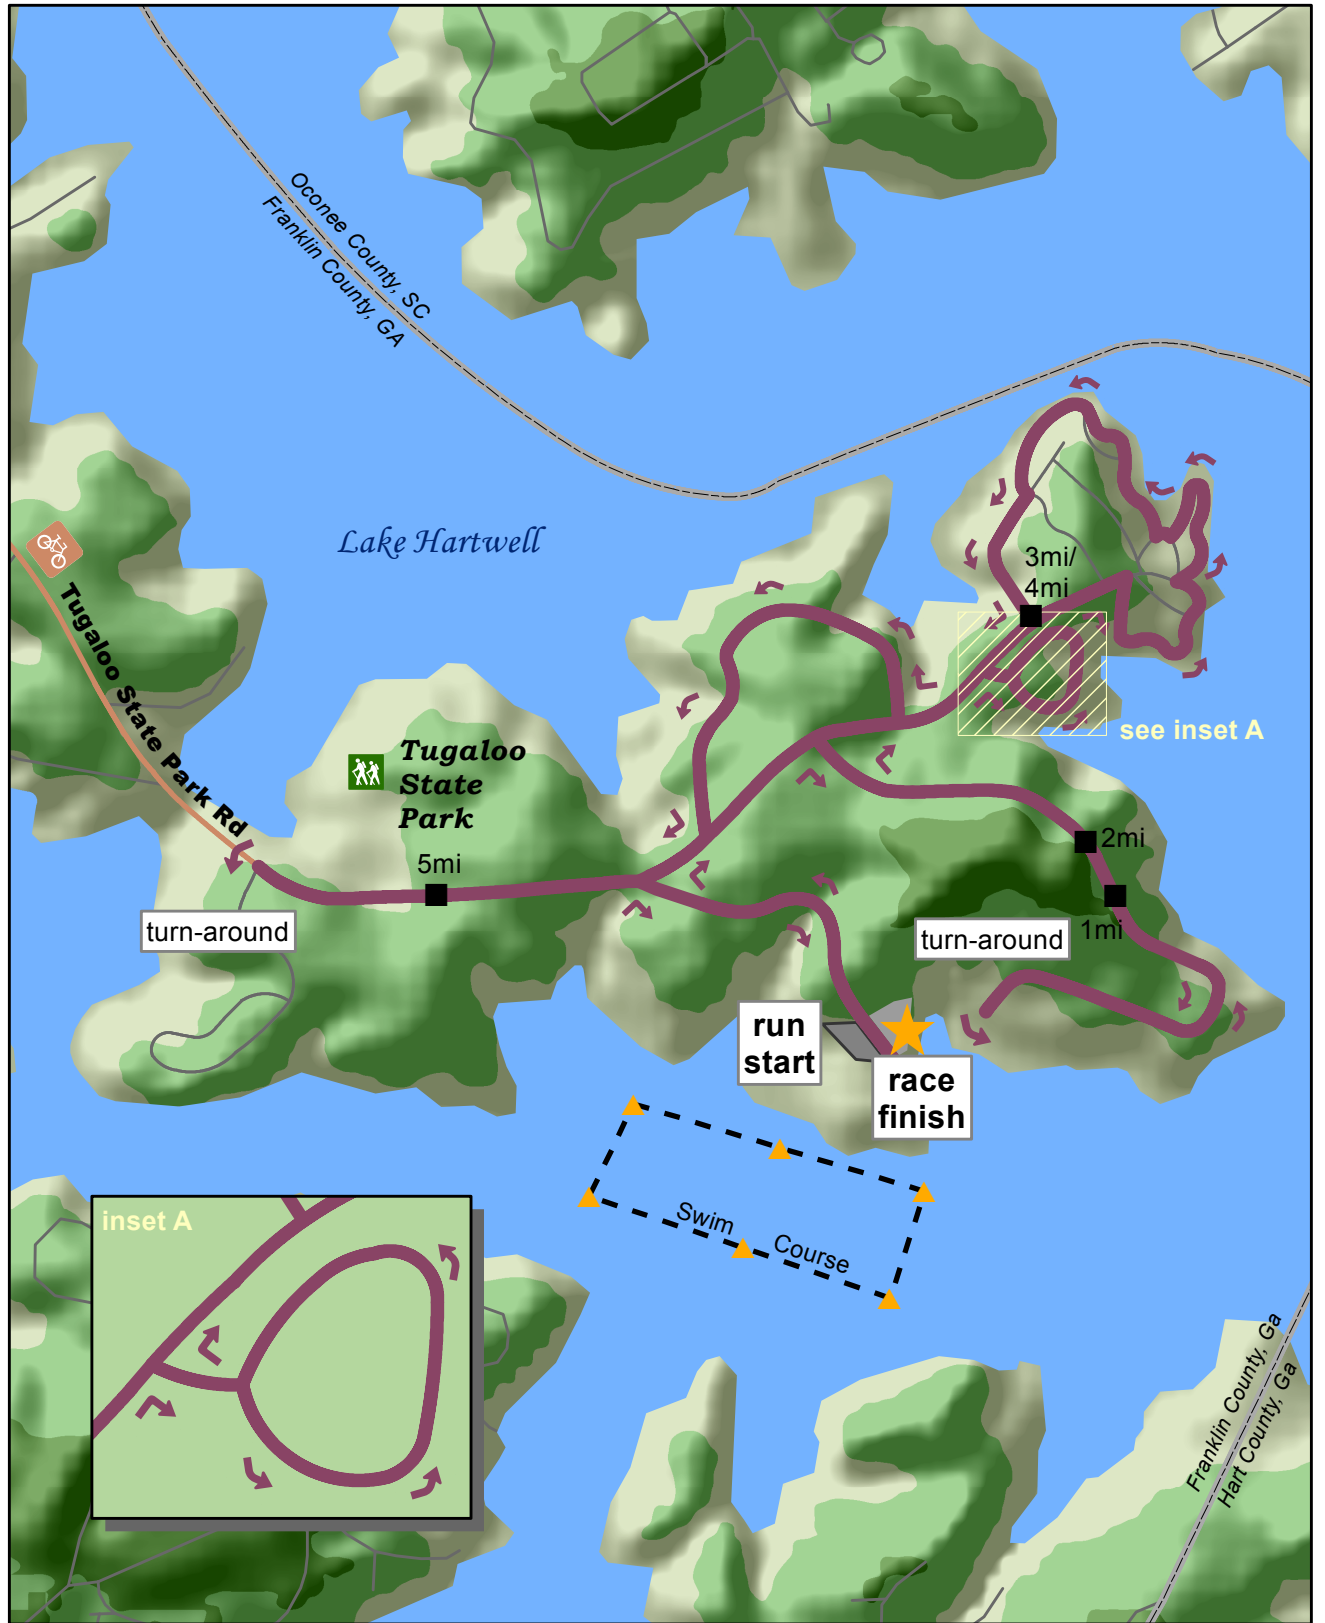 Oconee County, SC
Franklin County, GA
Lake Hartwell
3mi/
4mi
Tugaloo State Park Rd
see inset A
Tugaloo
State
Park
5mi
2mi
turn-around
1mi
turn-around
run
start
race
finish
Swim Course
inset A
Franklin County, Ga
Hart County, Ga